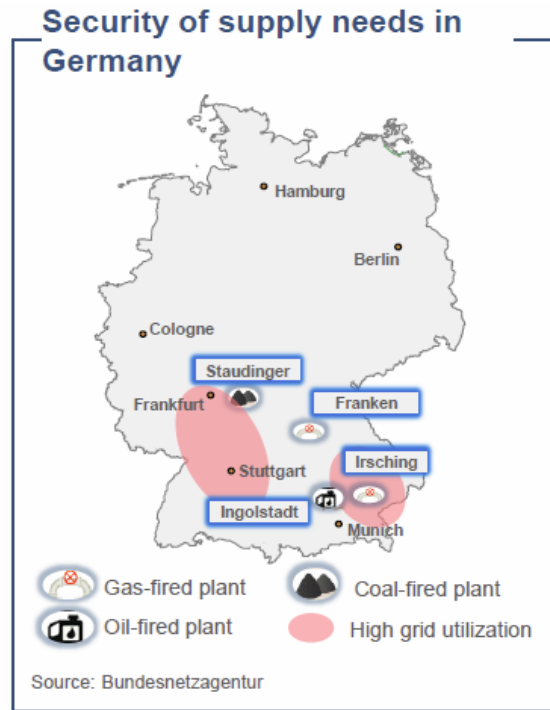 Security of supply needs in
Germany
Hamburg
Berlin
Cologne
Staudinger
Frankfurt
Franken
Irsching
Stuttgart
Ingolstadt
Munich
Gas-fired plant
Coal-fired plant
Oil-fired plant
High grid utilization
Source: Bundesnetzagentur